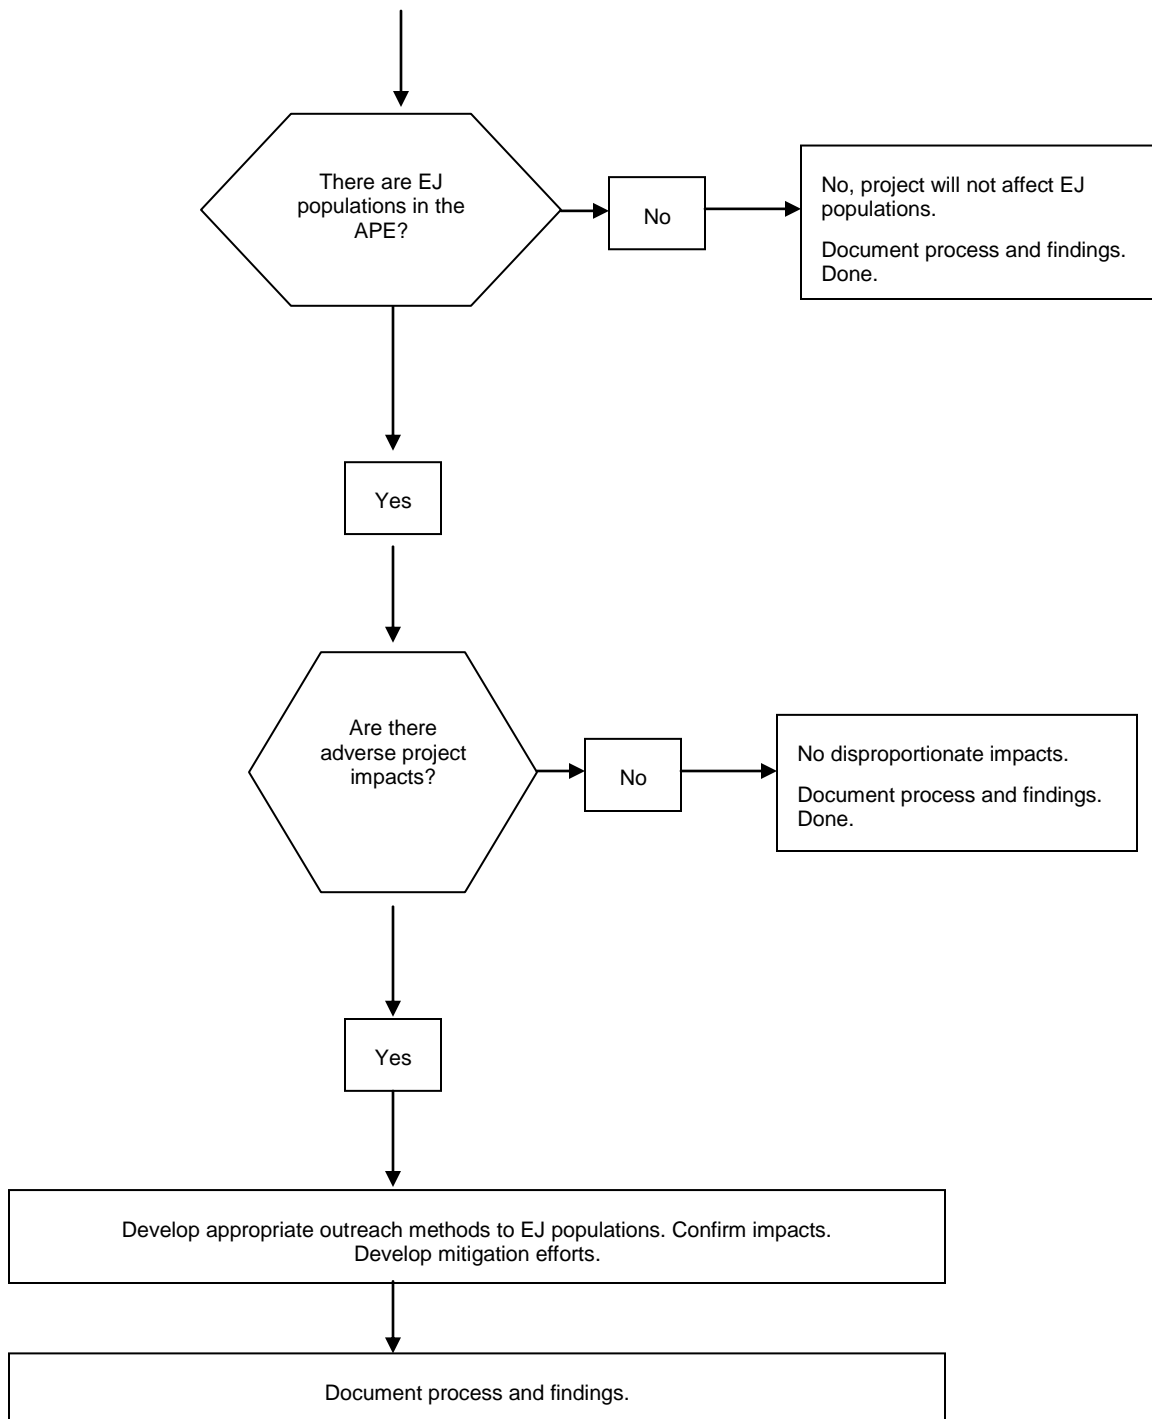 There are EJ
populations in the
APE?
No
No, project will not affect EJ
populations.
Document process and findings.
Done.
Yes
Are there
adverse project
impacts?
No
No disproportionate impacts.
Document process and findings.
Done.
Yes
Develop appropriate outreach methods to EJ populations. Confirm impacts.
Develop mitigation efforts.
Document process and findings.